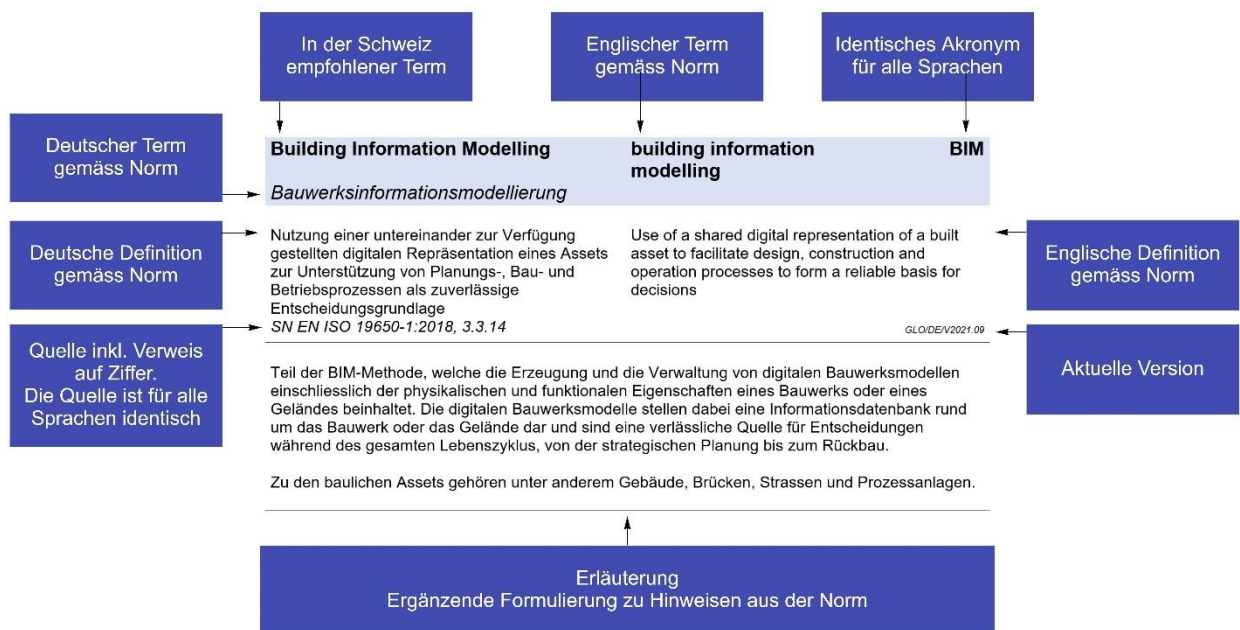 In der Schweiz
empfohlener Term
Englischer Term
gemäss Norm
Identisches Akronym
für alle Sprachen
Deutscher Term
gemäss Norm
Building Information Modelling
building information
modelling
BIM
Bauwerksinformationsmodellierung
Deutsche Definition
gemäss Norm
Nutzung einer untereinander zur Verfügung
gestellten digitalen Repräsentation eines Assets
zur Unterstützung von Planungs-, Bau- und
Betriebsprozessen als zuverlässige
Entscheidungsgrundlage
SN EN ISO 19650-1:2018, 3.3.14
Use of a shared digital representation of a built
asset to facilitate design, construction and
operation processes to form a reliable basis for
decisions
GLO/DE/V2021.09
Englische Definition
gemäss Norm
Quelle inkl. Verweis
auf Ziffer.
Die Quelle ist für alle
Sprachen identisch
Aktuelle Version
Teil der BIM-Methode, welche die Erzeugung und die Verwaltung von digitalen Bauwerksmodellen
einschliesslich der physikalischen und funktionalen Eigenschaften eines Bauwerks oder eines
Geländes beinhaltet. Die digitalen Bauwerksmodelle stellen dabei eine Informationsdatenbank rund
um das Bauwerk oder das Gelände dar und sind eine verlässliche Quelle für Entscheidungen
während des gesamten Lebenszyklus, von der strategischen Planung bis zum Rückbau.
Zu den baulichen Assets gehören unter anderem Gebäude, Brücken, Strassen und Prozessanlagen.
Erläuterung
Ergänzende Formulierung zu Hinweisen aus der Norm